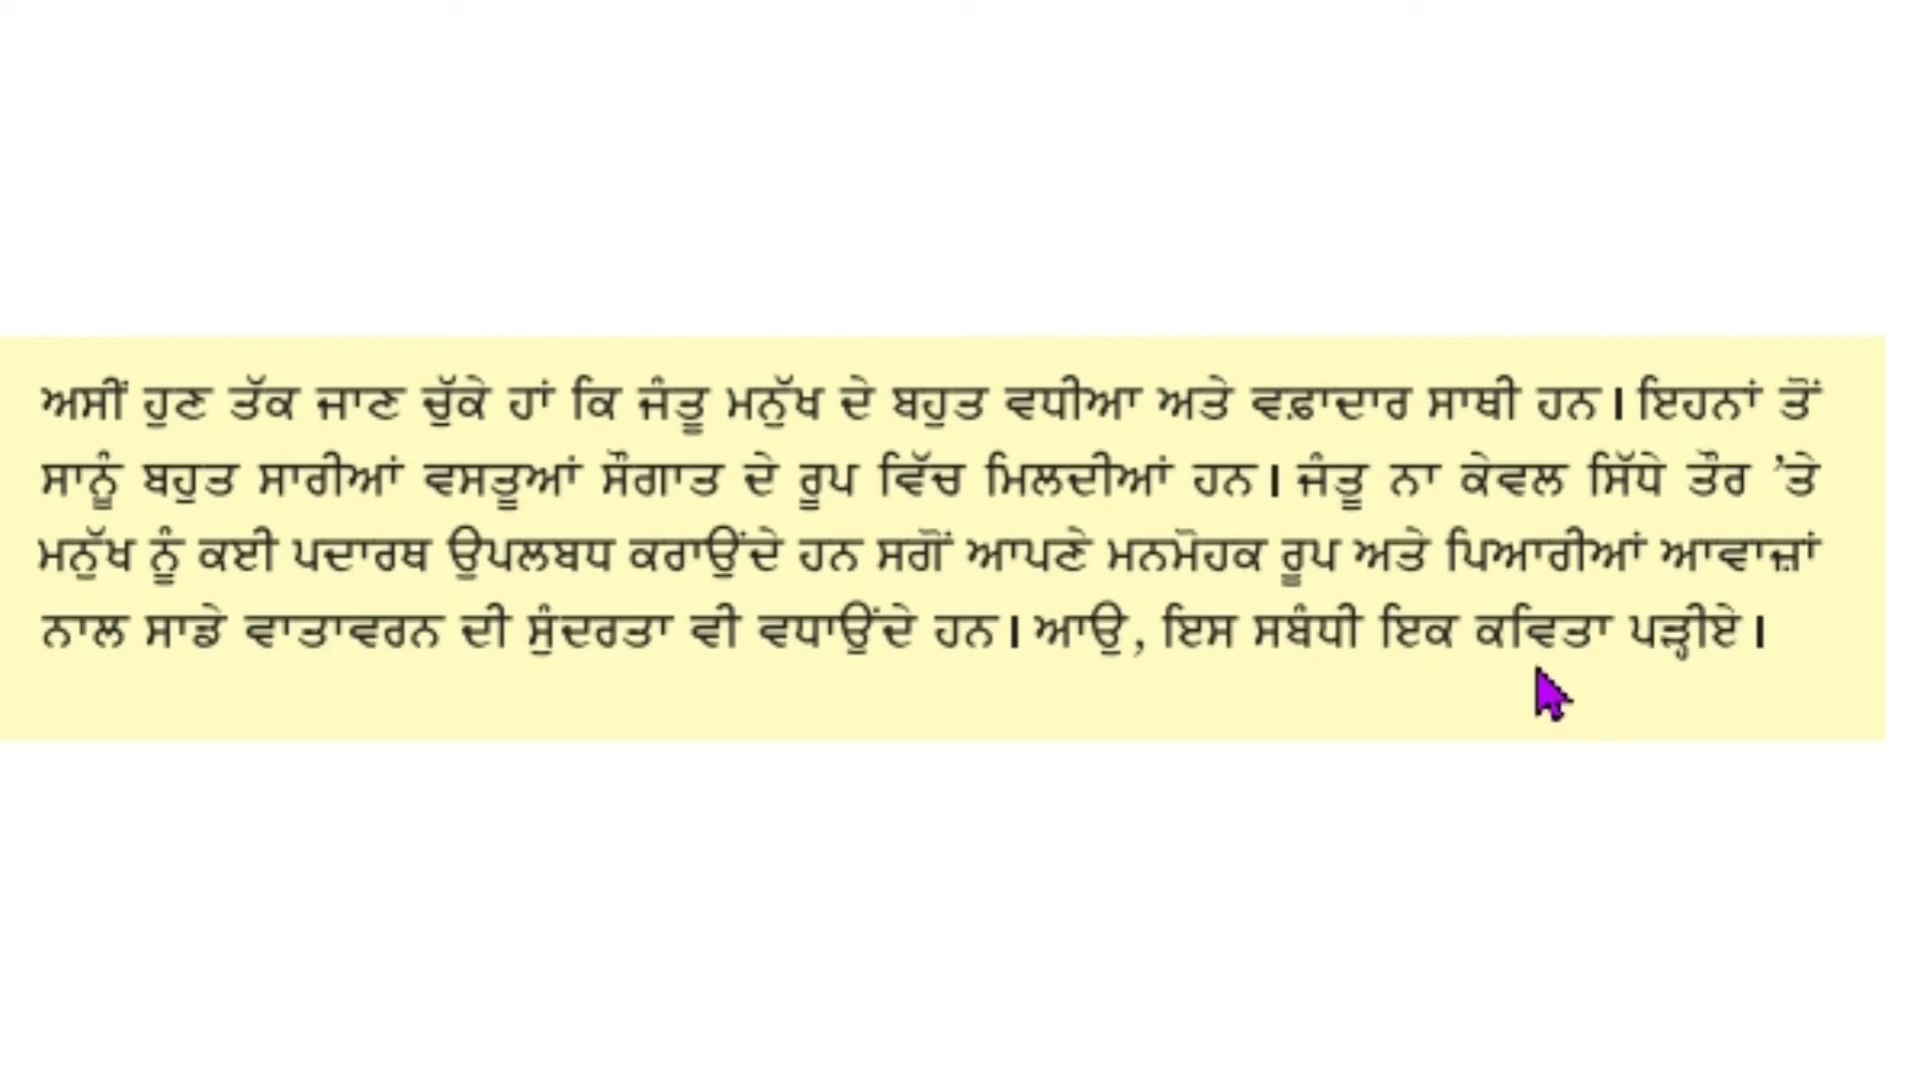 ਅਸੀਂ ਹੁਣ ਤੱਕ ਜਾਣ ਚੁੱਕੇ ਹਾਂ ਕਿ ਜੰਤੂ ਮਨੁੱਖ ਦੇ ਬਹੁਤ ਵਧੀਆ ਅਤੇ ਵਫ਼ਾਦਾਰ ਸਾਥੀ ਹਨ। ਇਹਨਾਂ ਤੋਂ
ਸਾਨੂੰ ਬਹੁਤ ਸਾਰੀਆਂ ਵਸਤੂਆਂ ਸੌਗਾਤ ਦੇ ਰੂਪ ਵਿੱਚ ਮਿਲਦੀਆਂ ਹਨ। ਜੰਤੂ ਨਾ ਕੇਵਲ ਸਿੱਧੇ ਤੌਰ ’ਤੇ
ਮਨੁੱਖ ਨੂੰ ਕਈ ਪਦਾਰਥ ਉਪਲਬਧ ਕਰਾਉਂਦੇ ਹਨ ਸਗੋਂ ਆਪਣੇ ਮਨਮੋਹਕ ਰੂਪ ਅਤੇ ਪਿਆਰੀਆਂ ਆਵਾਜ਼ਾਂ
ਨਾਲ ਸਾਡੇ ਵਾਤਾਵਰਨ ਦੀ ਸੁੰਦਰਤਾ ਵੀ ਵਧਾਉਂਦੇ ਹਨ। ਆਉ, ਇਸ ਸਬੰਧੀ ਇਕ ਕਵਿਤਾ ਪੜ੍ਹੀਏ।